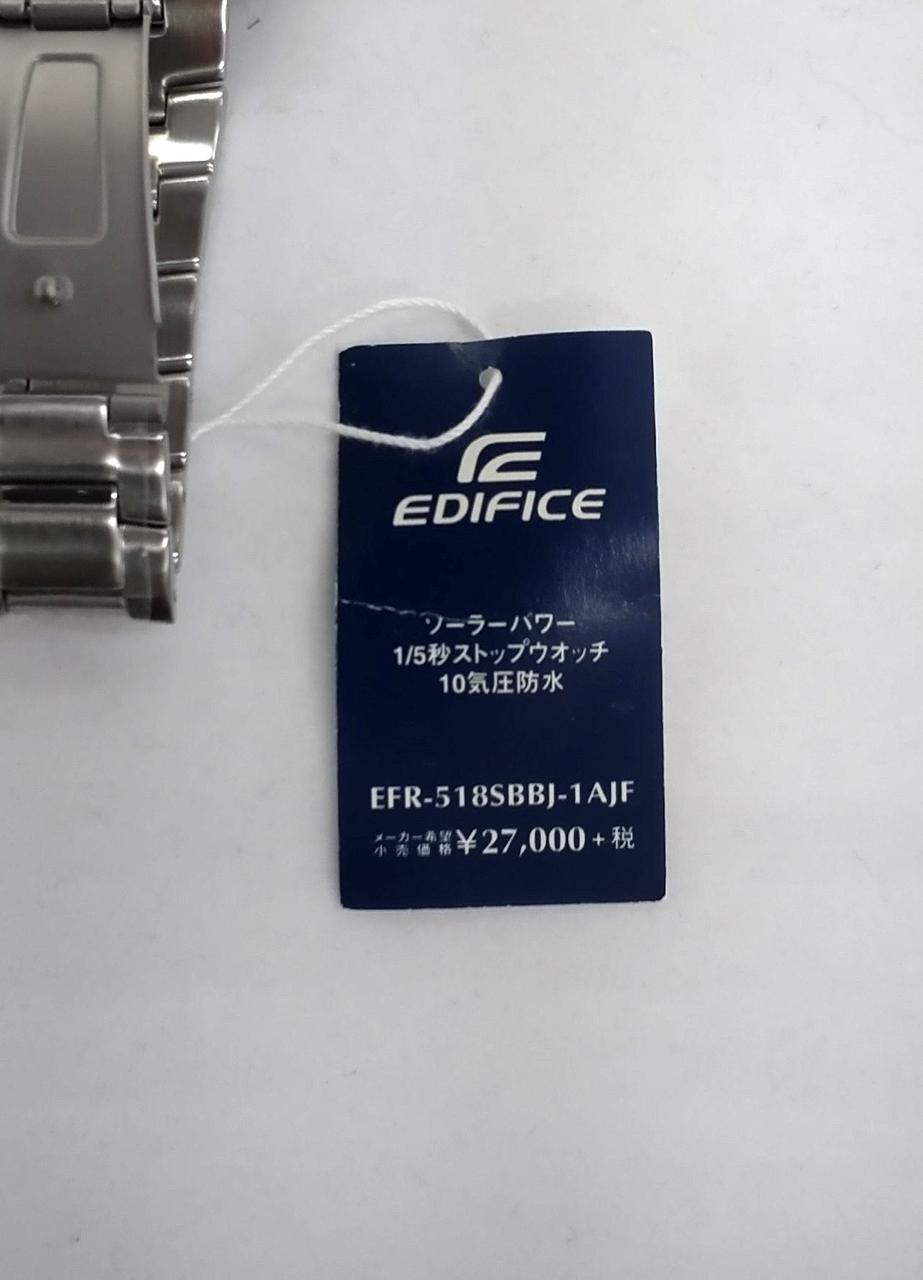 EDIFICE
ソーラーパワー
1/5秒ストップウオッチ
10気圧防水
EFR-518SBBJ-1AJF
メーカー希望
小売価格 ¥27,000+税